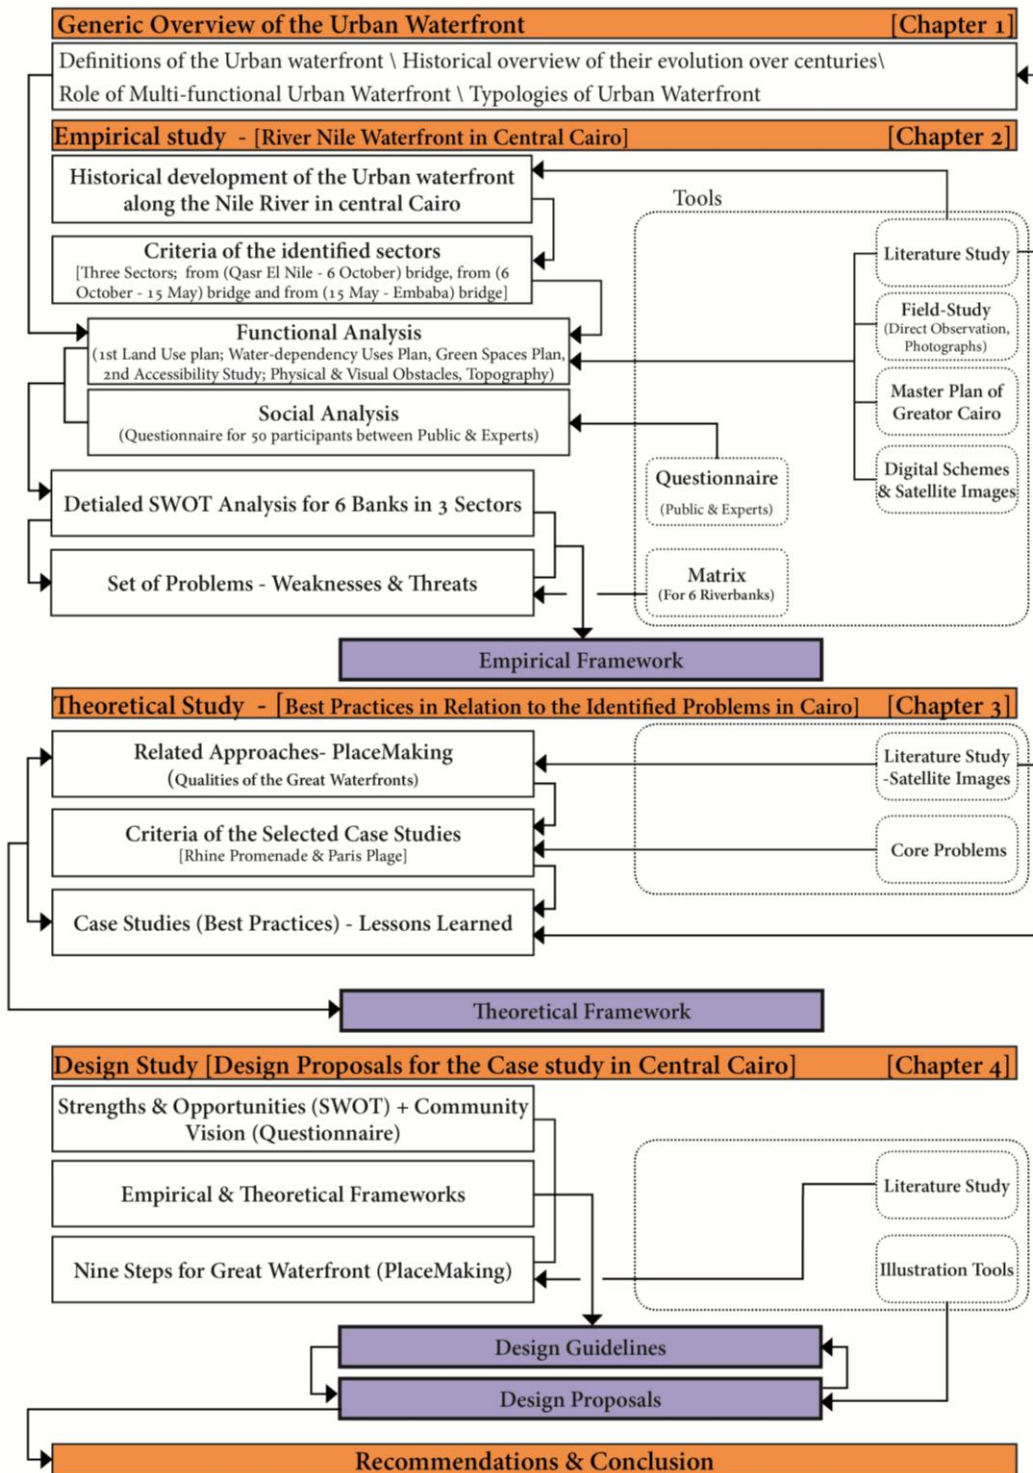 Generic Overview of the Urban Waterfront [Chapter 1]
Definitions of the Urban waterfront \ Historical overview of their evolution over centuries\
Role of Multi-functional Urban Waterfront \ Typologies of Urban Waterfront
Empirical study - [River Nile Waterfront in Central Cairo] [Chapter 2]
Historical development of the Urban waterfront
along the Nile River in central Cairo
Criteria of the identified sectors
[Three Sectors; from (Qasr El Nile - 6 October) bridge, from (6
October - 15 May) bridge and from (15 May - Embaba) bridge]
Functional Analysis
(1st Land Use plan; Water-dependency Uses Plan, Green Spaces Plan,
2nd Accessibility Study; Physical & Visual Obstacles, Topography)
Social Analysis
(Questionnaire for 50 participants between Public & Experts)
Detialed SWOT Analysis for 6 Banks in 3 Sectors
Set of Problems - Weaknesses & Threats
Tools
Literature Study
Field-Study
(Direct Observation,
Photographs)
Master Plan of
Greator Cairo
Digital Schemes
& Satellite Images
Questionnaire
(Public & Experts)
Matrix
(For 6 Riverbanks)
Empirical Framework
Theoretical Study - [Best Practices in Relation to the Identified Problems in Cairo] [Chapter 3]
Related Approaches- PlaceMaking
(Qualities of the Great Waterfronts)
Criteria of the Selected Case Studies
[Rhine Promenade & Paris Plage]
Case Studies (Best Practices) - Lessons Learned
Literature Study
-Satellite Images
Core Problems
Theoretical Framework
Design Study [Design Proposals for the Case study in Central Cairo] [Chapter 4]
Strengths & Opportunities (SWOT) + Community
Vision (Questionnaire)
Empirical & Theoretical Frameworks
Nine Steps for Great Waterfront (PlaceMaking)
Literature Study
Illustration Tools
Design Guidelines
Design Proposals
Recommendations & Conclusion